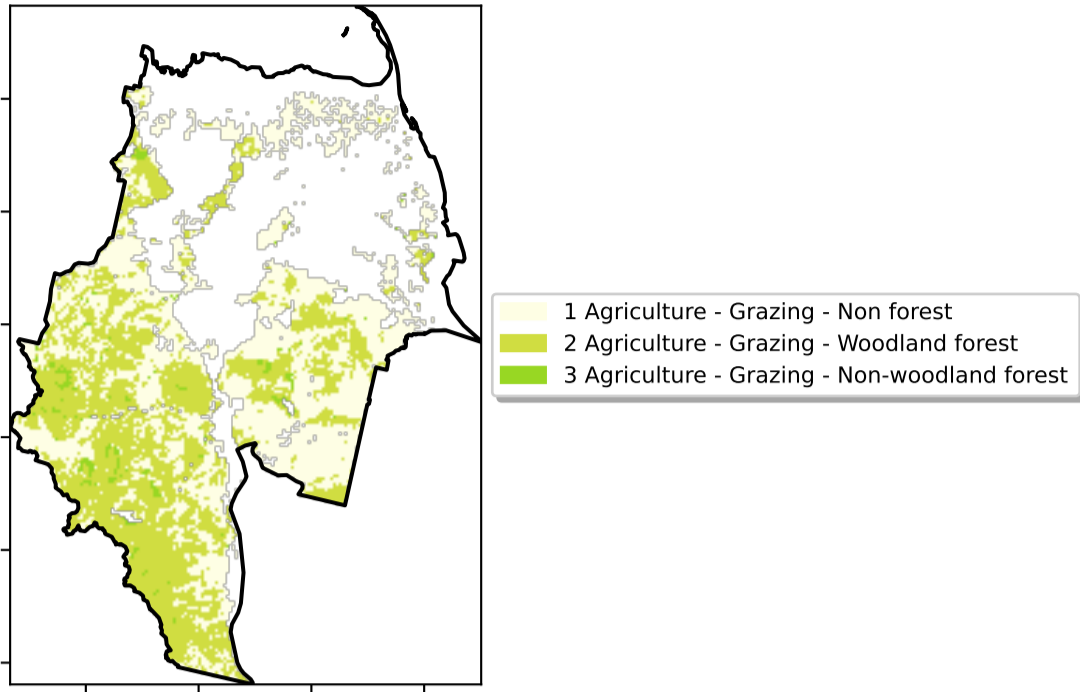 1 Agriculture - Grazing - Non forest
2 Agriculture - Grazing - Woodland forest
3 Agriculture - Grazing - Non-woodland forest